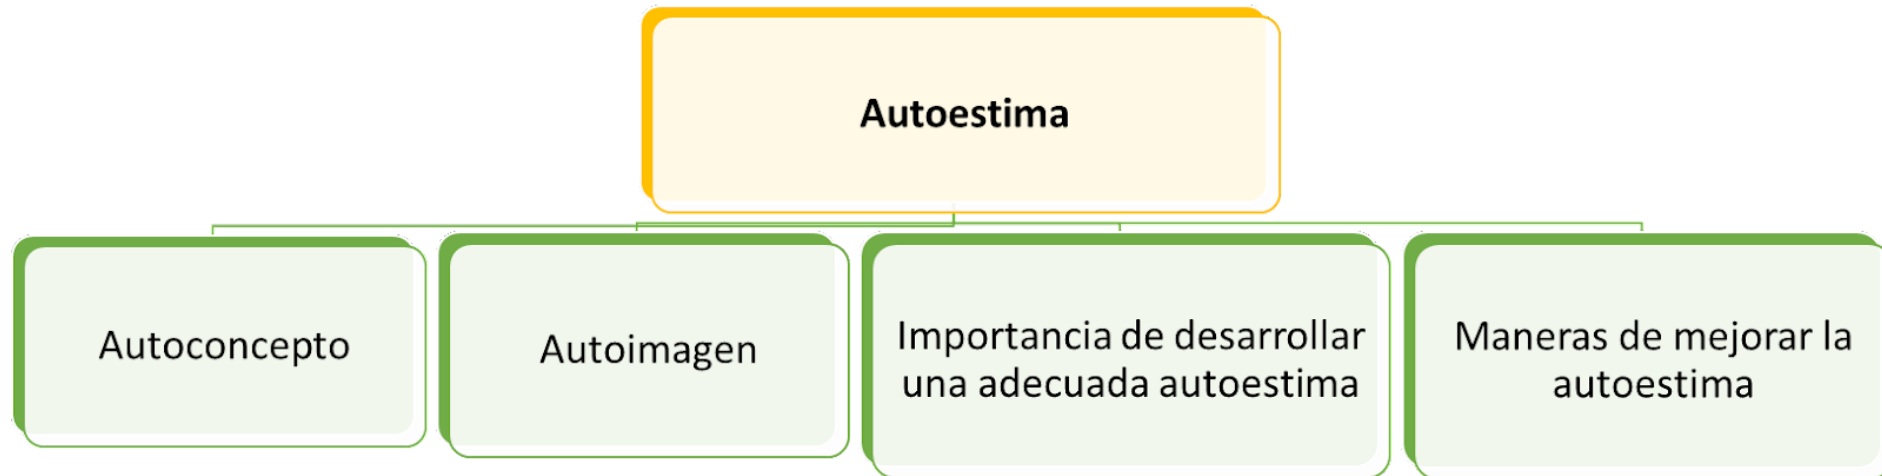 Autoestima
Autoconcepto
Autoimagen
Importancia de desarrollar
una adecuada autoestima
Maneras de mejorar la
autoestima